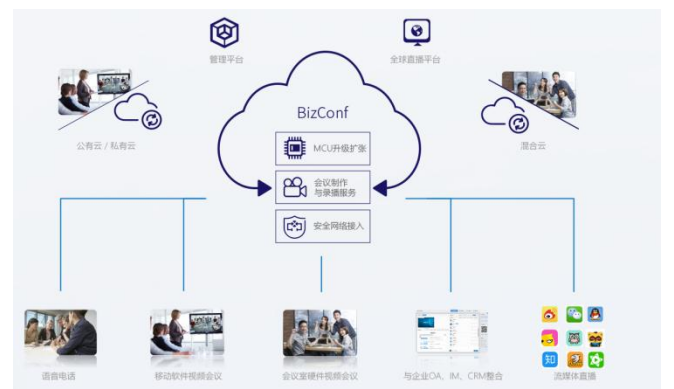 管理平台
全球直播平台
BizConf
公有云 / 私有云
混合云
MCU升级扩张
会议制作
与录播服务
安全网络接入
语音电话
移动软件视频会议
会议室硬件视频会议
与企业OA、IM、CRM整合
流媒体直播
知